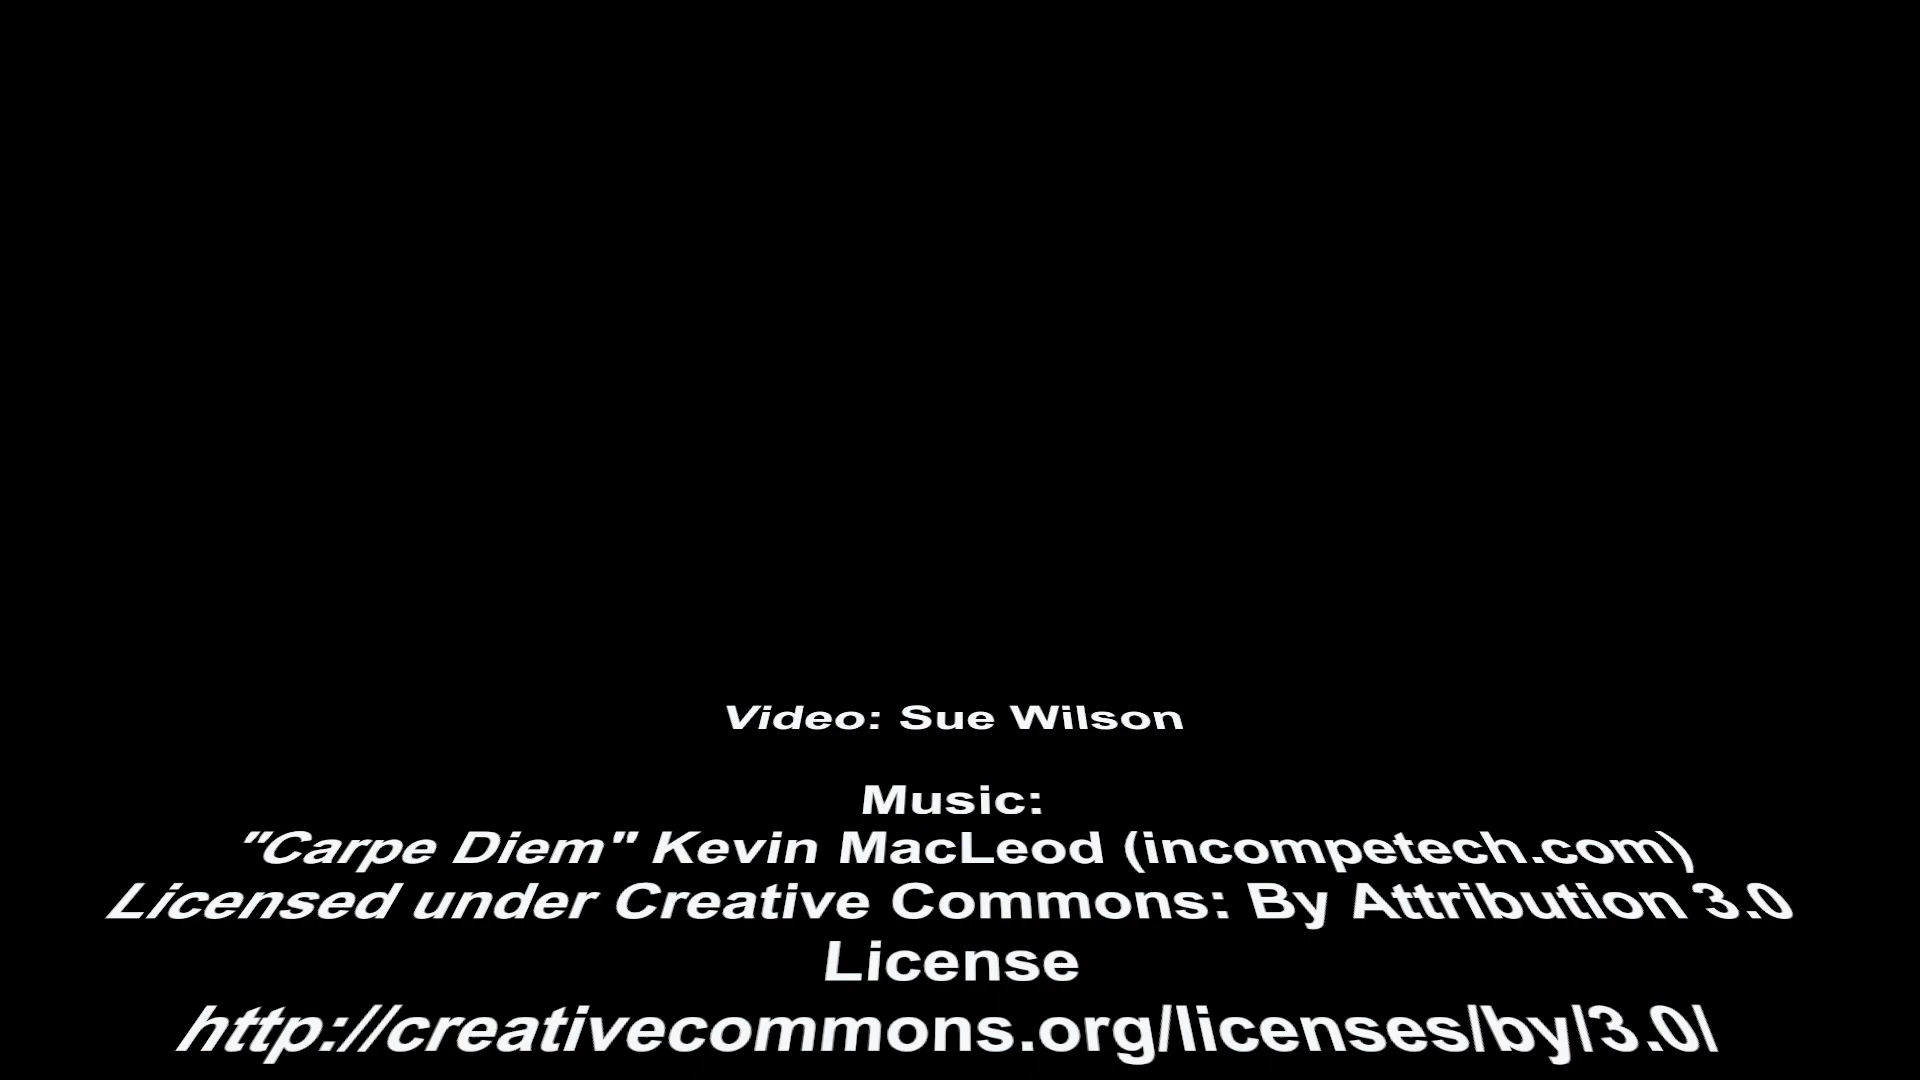 Video: Sue Wilson
Music:
"Carpe Diem" Kevin MacLeod (incompetech.com)
Licensed under Creative Commons: By Attribution 3.0
License
http://creativecommons.org/licenses/by/3.0/